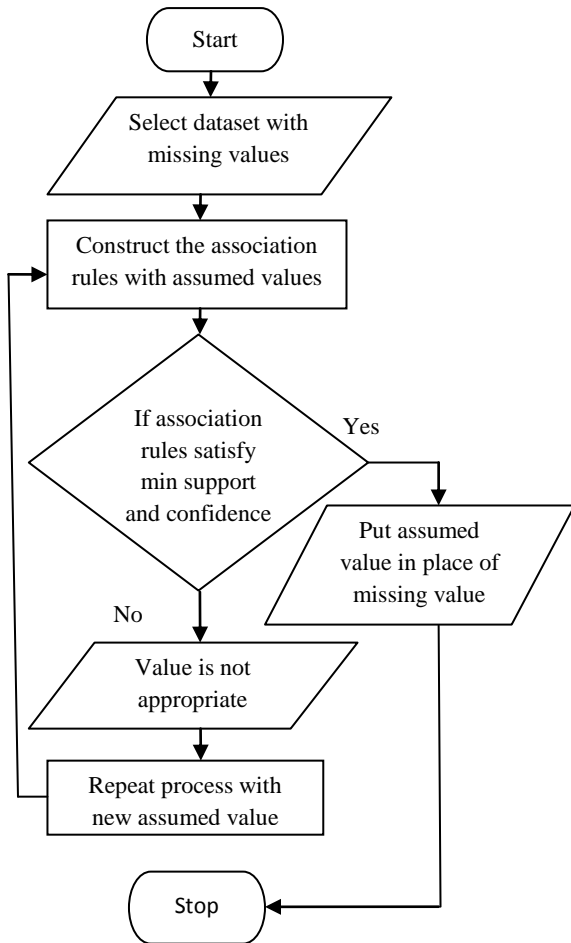 Start
Select dataset with
missing values
Construct the association
rules with assumed values
If association
rules satisfy
min support
and confidence
Yes
Put assumed
value in place of
missing value
No
Value is not
appropriate
Repeat process with
new assumed value
Stop